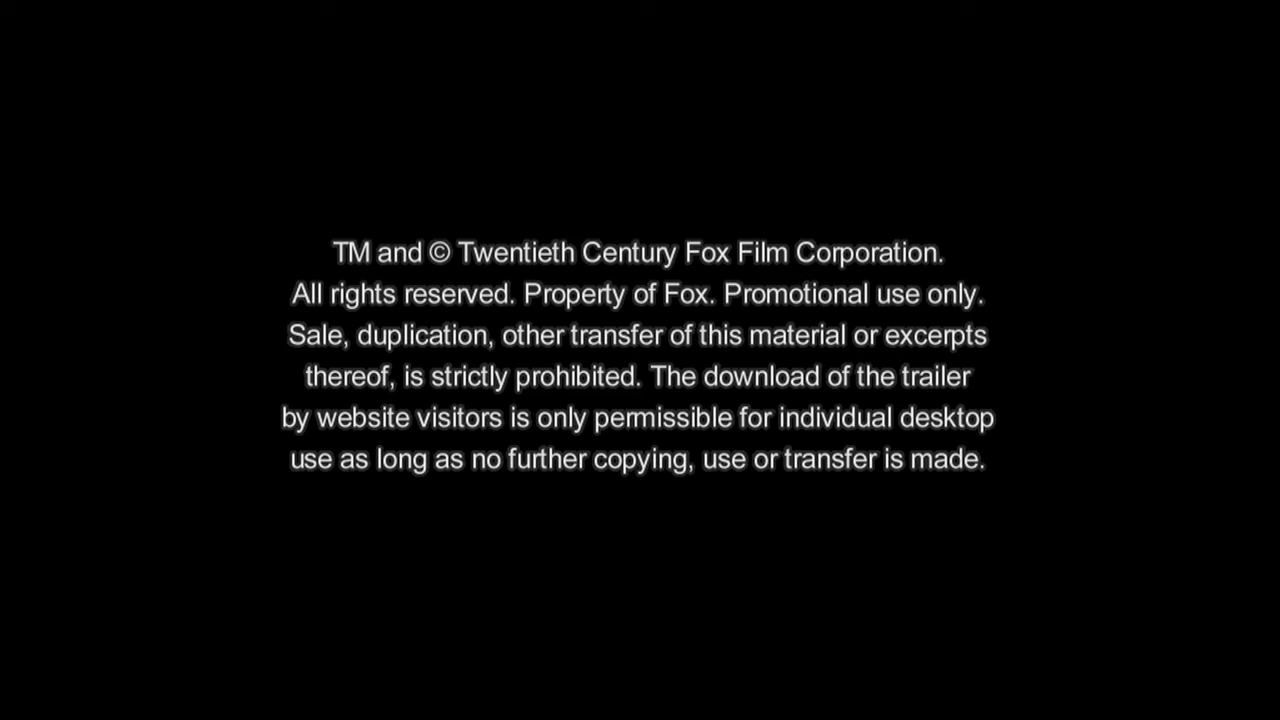 TM and © Twentieth Century Fox Film Corporation.
All rights reserved. Property of Fox. Promotional use only.
Sale, duplication, other transfer of this material or excerpts
thereof, is strictly prohibited. The download of the trailer
by website visitors is only permissible for individual desktop
use as long as no further copying, use or transfer is made.